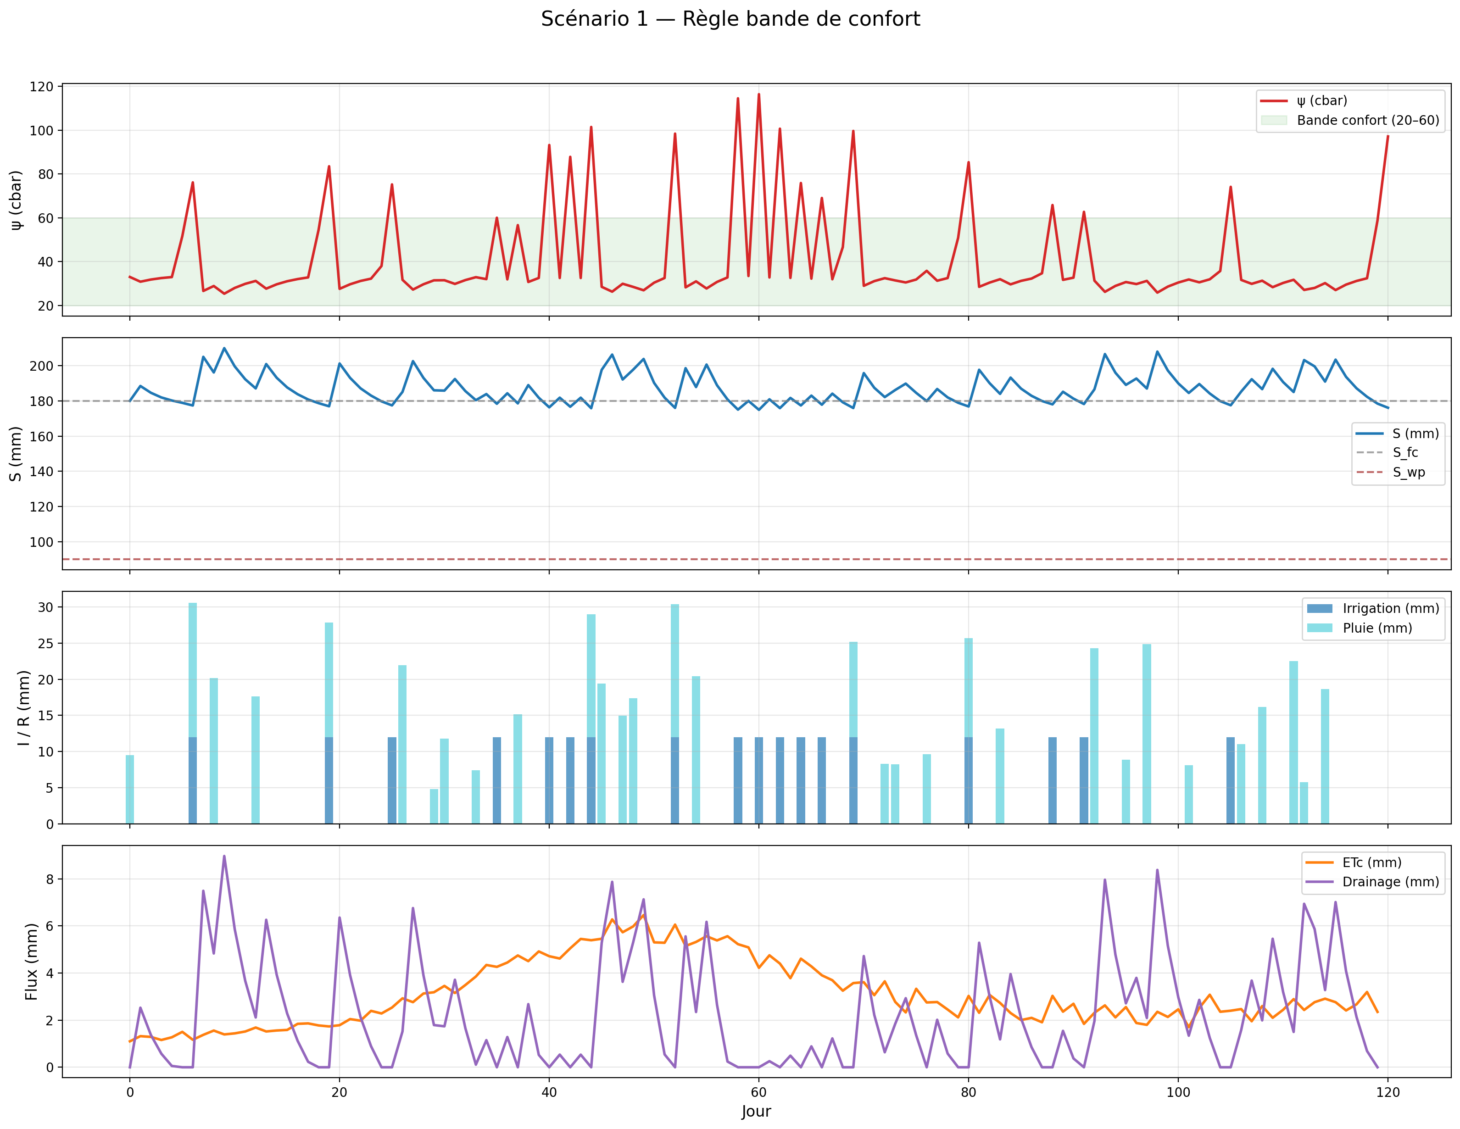 Scénario 1 — Règle bande de confort
120
100
80
60
40
20
ψ (cbar)
ψ (cbar)
Bande confort (20–60)
200
180
160
140
120
100
S (mm)
S (mm)
S_fc
S_wp
30
25
20
15
10
5
0
I / R (mm)
Irrigation (mm)
Pluie (mm)
8
6
4
2
0
Flux (mm)
ETc (mm)
Drainage (mm)
0 20 40 60 80 100 120
Jour